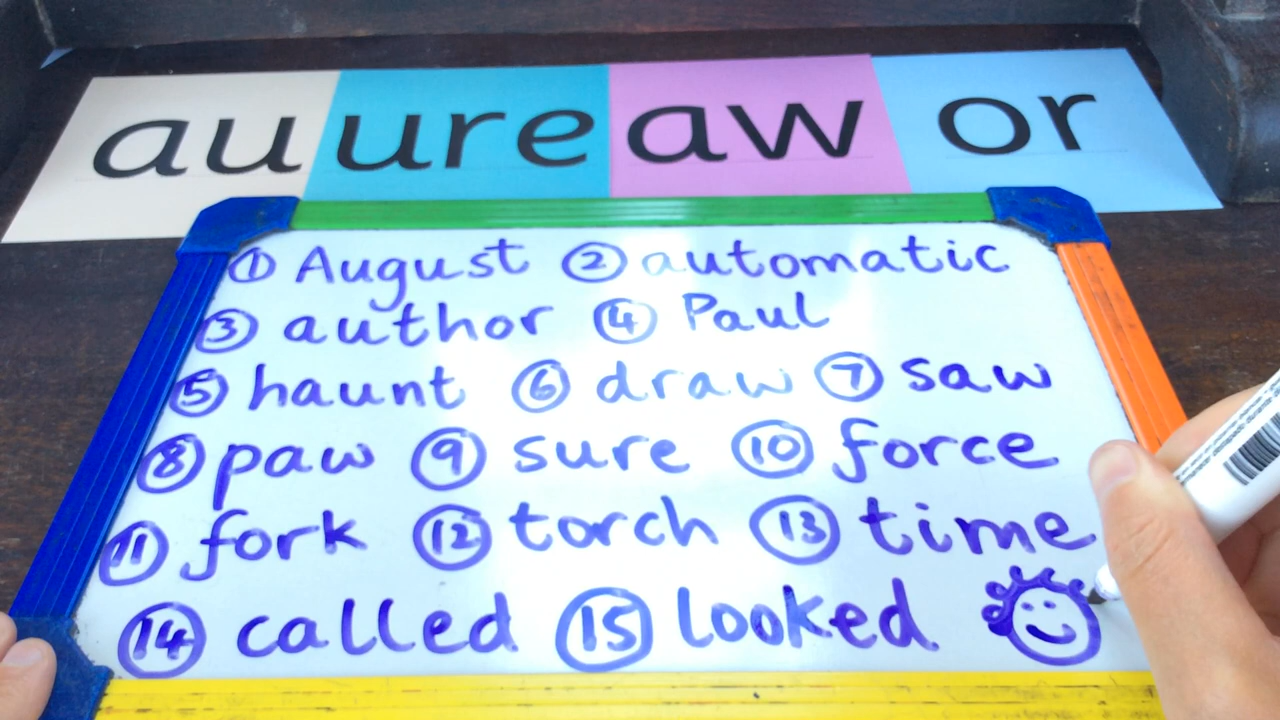 au ure aw or
① August ② automatic
③ author ④ Paul
⑤ haunt ⑥ draw ⑦ saw
⑧ paw ⑨ sure ⑩ force
⑪ fork ⑫ torch ⑬ time
⑭ called ⑮ looked